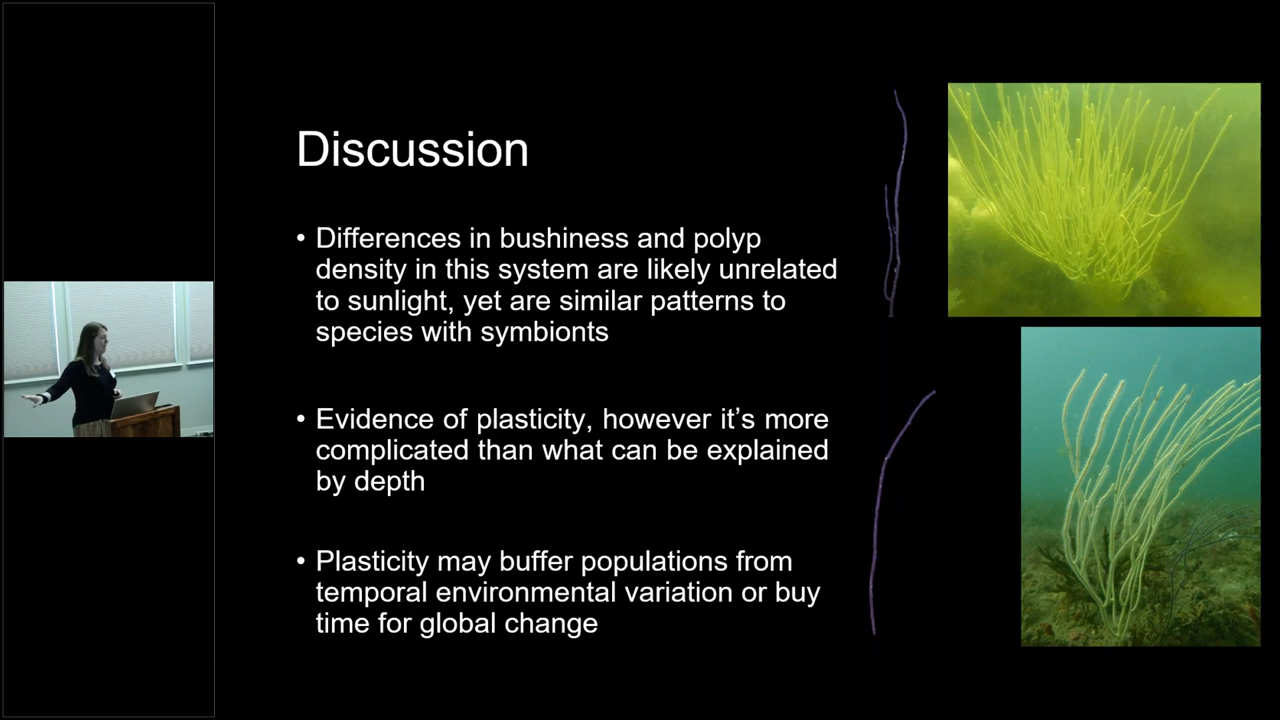 Discussion
• Differences in bushiness and polyp
density in this system are likely unrelated
to sunlight, yet are similar patterns to
species with symbionts
• Evidence of plasticity, however it’s more
complicated than what can be explained
by depth
• Plasticity may buffer populations from
temporal environmental variation or buy
time for global change